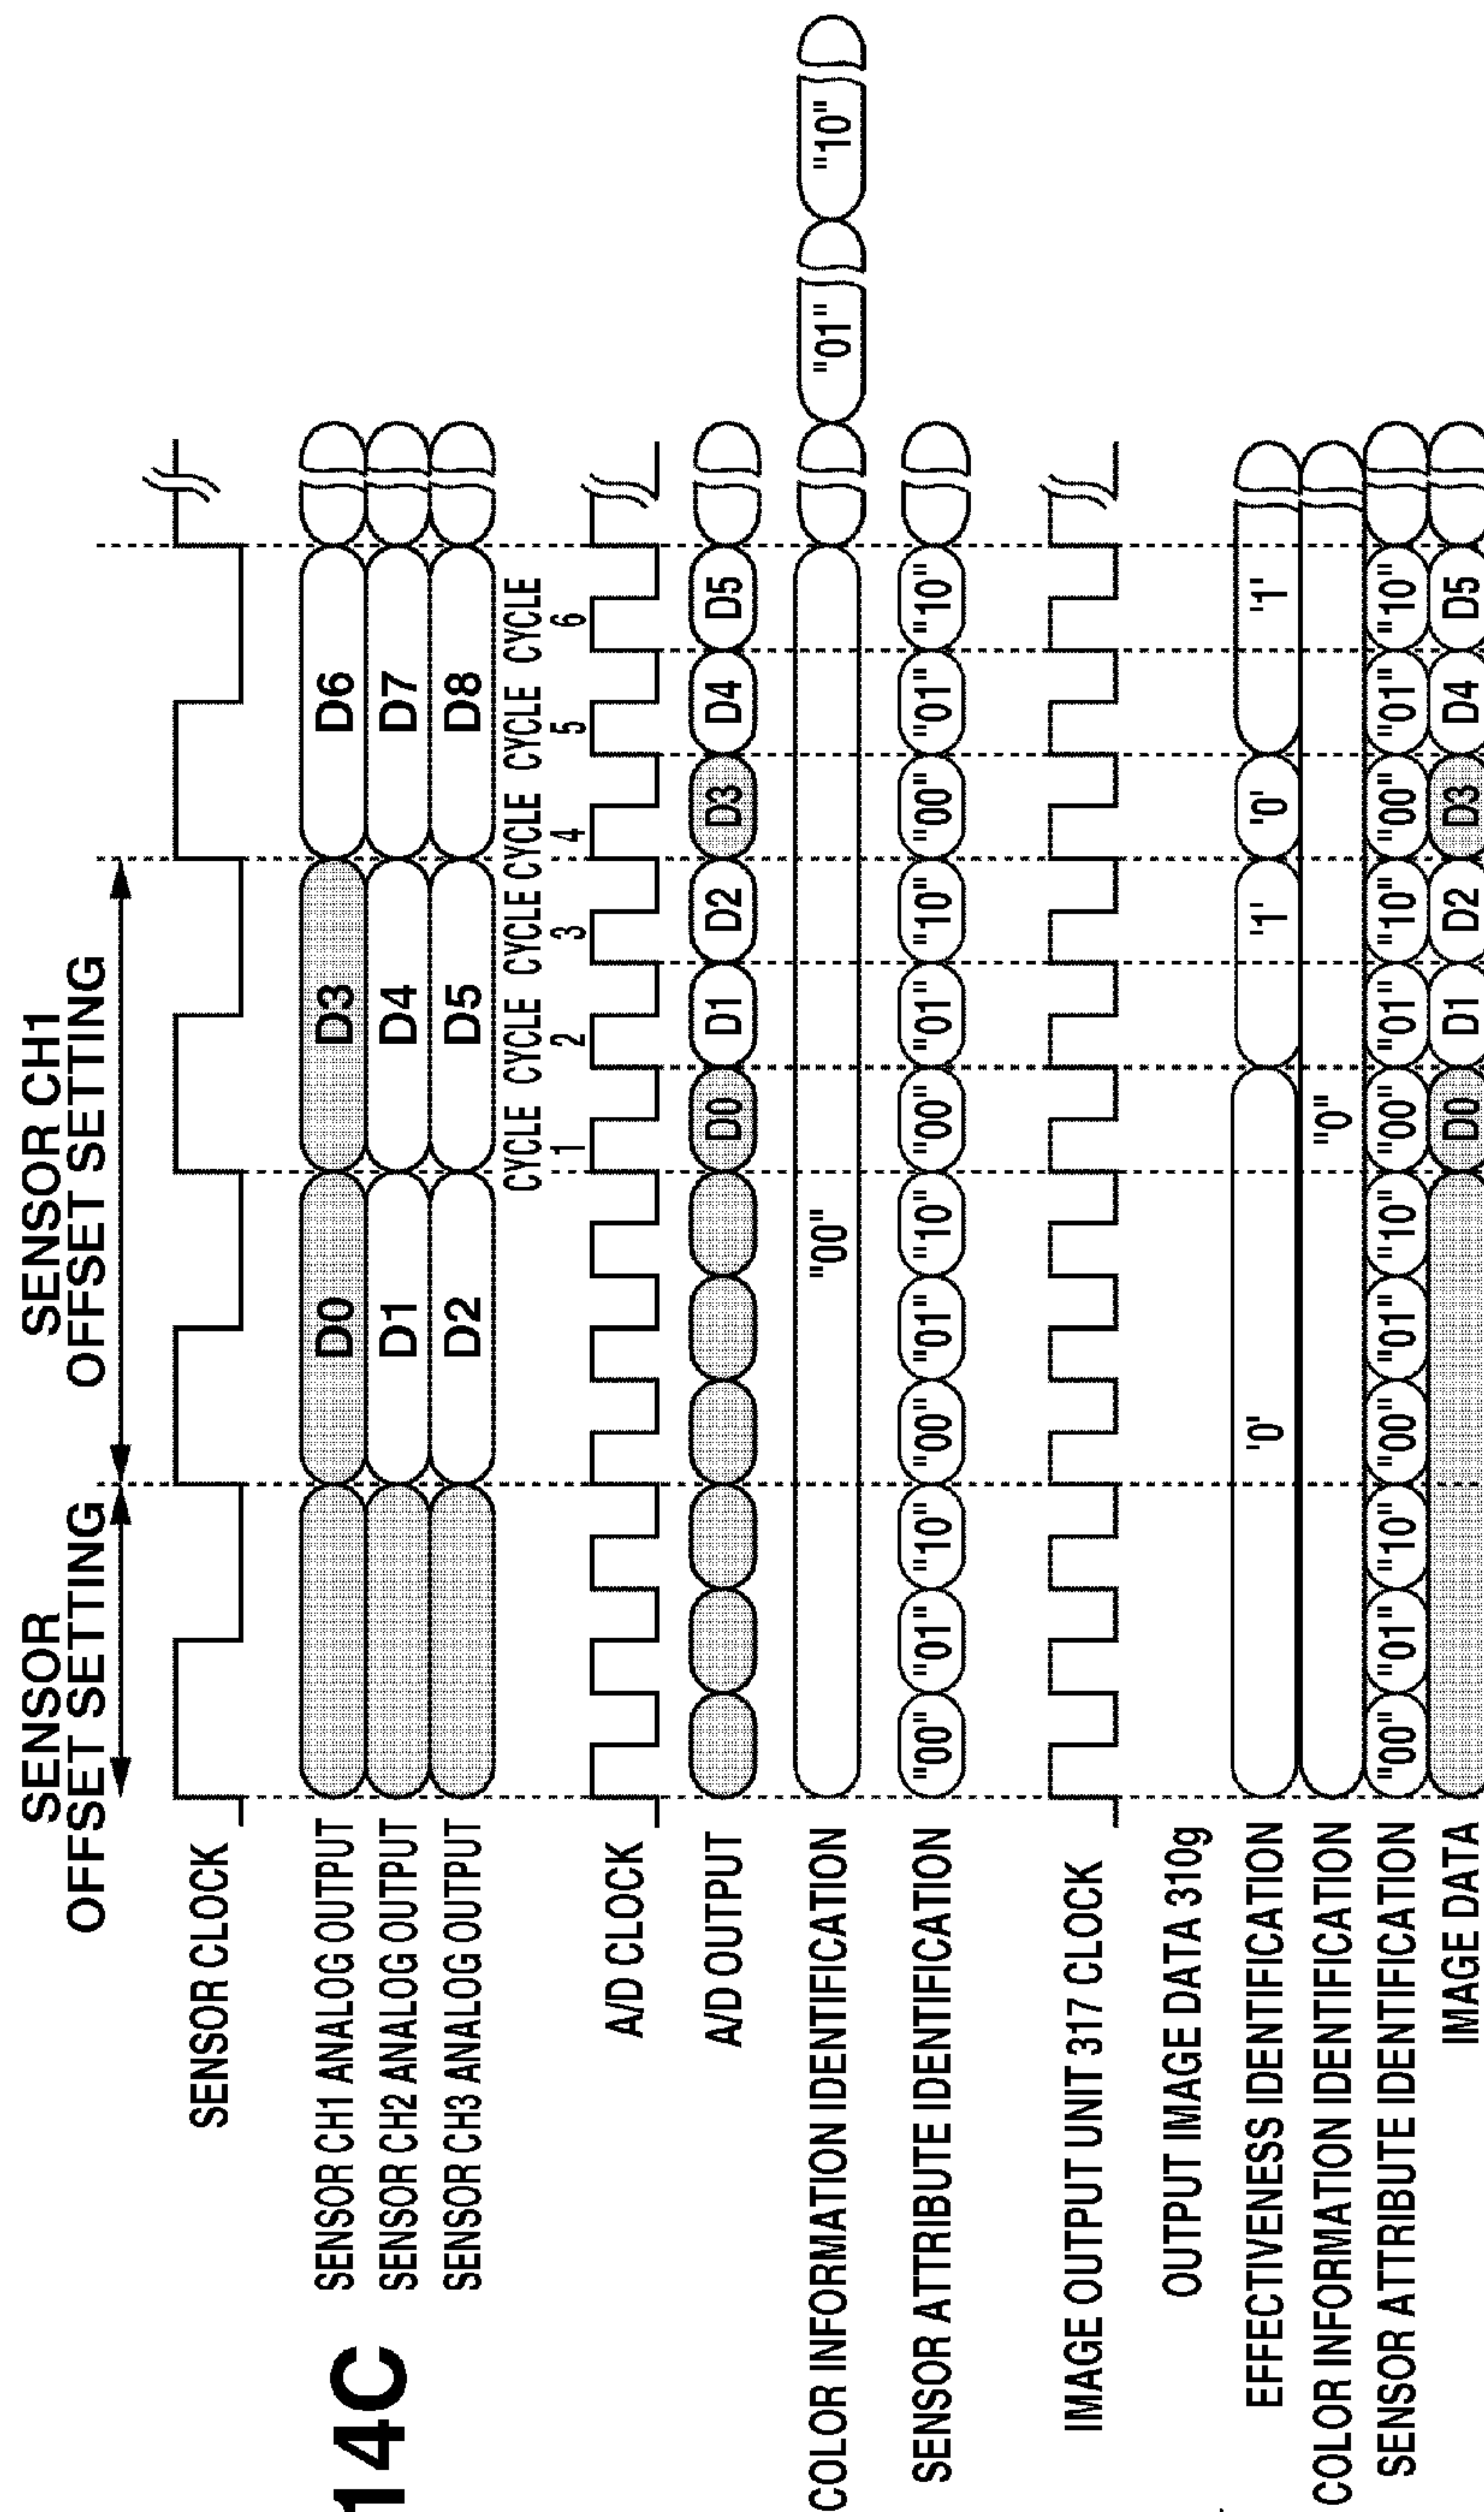 14C
SENSOR
OFFSET SETTING
SENSOR CH1
OFFSET SETTING
SENSOR CLOCK
SENSOR CH1 ANALOG OUTPUT D0 D3 D6
SENSOR CH2 ANALOG OUTPUT D1 D4 D7
SENSOR CH3 ANALOG OUTPUT D2 D5 D8
CYCLE CYCLE CYCLE CYCLE CYCLE CYCLE
1 2 3 4 5 6
A/D CLOCK
A/D OUTPUT D0 D1 D2 D3 D4 D5
COLOR INFORMATION IDENTIFICATION "00" "01" "10"
SENSOR ATTRIBUTE IDENTIFICATION "00" "01" "10" "00" "01" "10" "00" "01" "10" "00" "01" "10"
IMAGE OUTPUT UNIT 317 CLOCK
OUTPUT IMAGE DATA 310g
EFFECTIVENESS IDENTIFICATION '0' '1' '0' '1'
COLOR INFORMATION IDENTIFICATION "0"
SENSOR ATTRIBUTE IDENTIFICATION "00" "01" "10" "00" "01" "10" "00" "01" "10" "00" "01" "10"
IMAGE DATA D0 D1 D2 D3 D4 D5